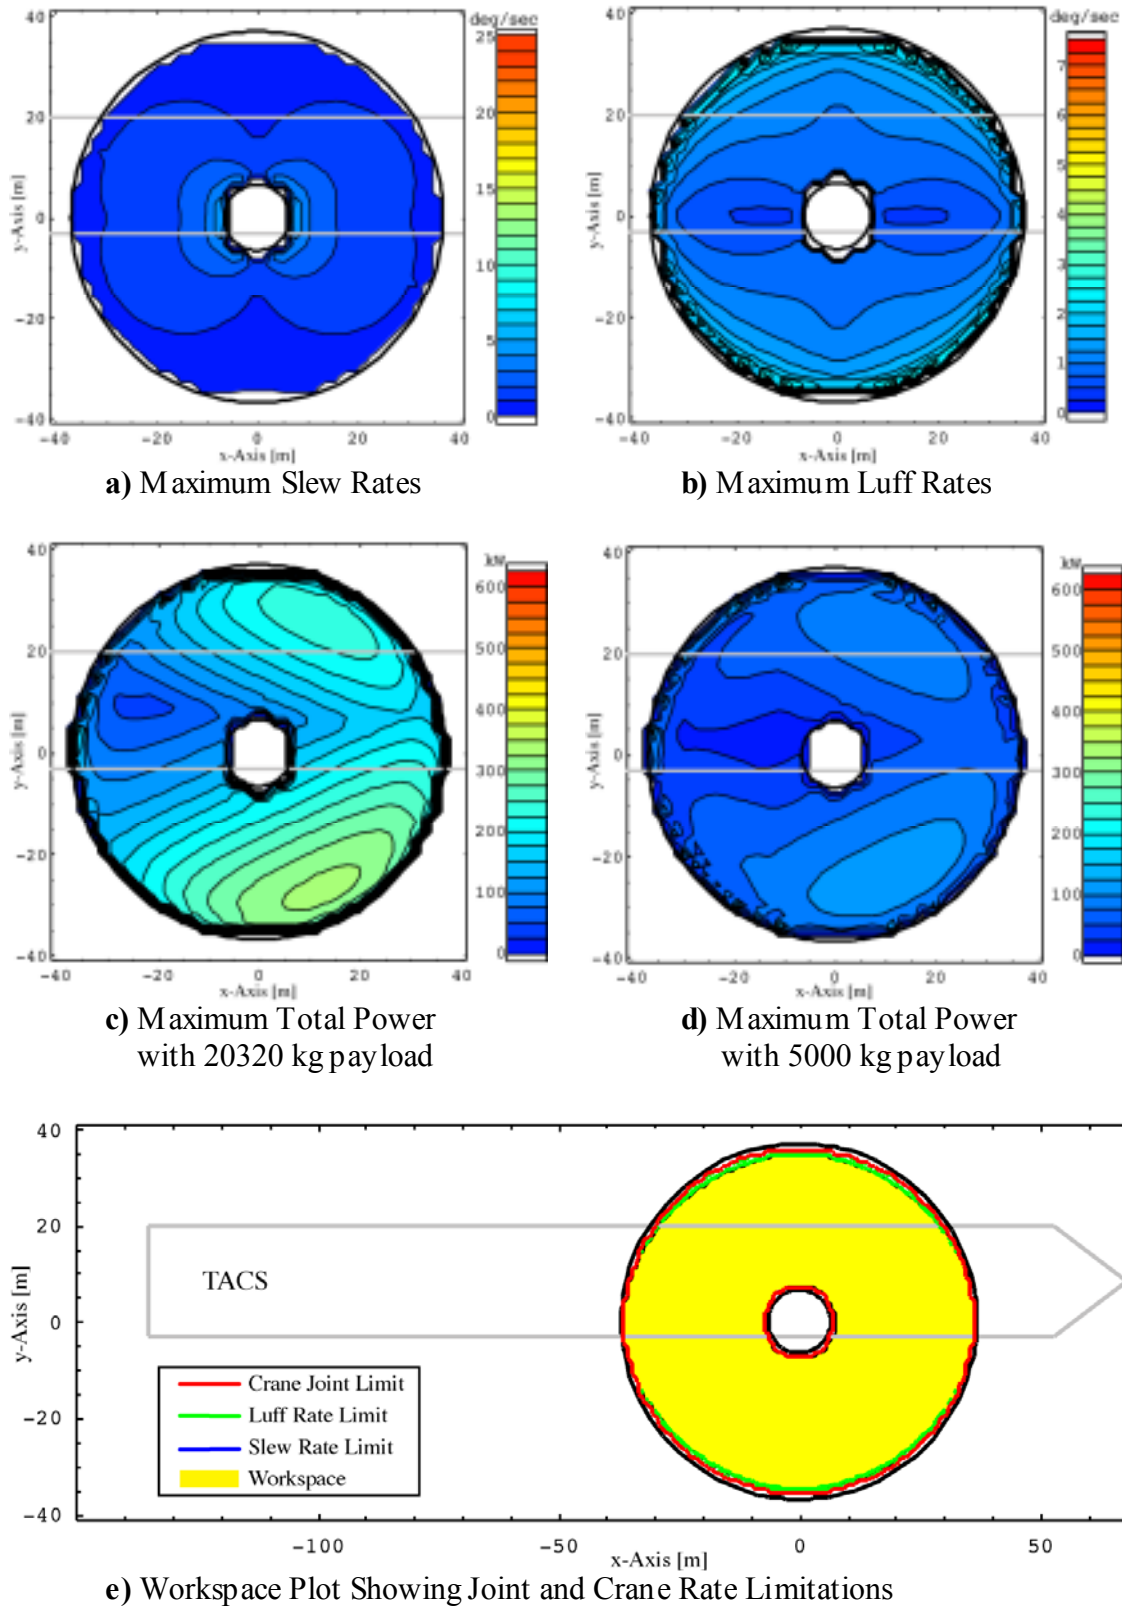 40
20
0
-20
-40
y-Axis [m]
-40 -20 0 20 40
x-Axis [m]
deg/sec
25
20
15
10
5
0
a) Maximum Slew Rates
40
20
0
-20
-40
y-Axis [m]
-40 -20 0 20 40
x-Axis [m]
deg/sec
7
6
5
4
3
2
1
0
b) Maximum Luff Rates
40
20
0
-20
-40
y-Axis [m]
-40 -20 0 20 40
x-Axis [m]
kW
600
500
400
300
200
100
0
c) Maximum Total Power
with 20320 kg payload
40
20
0
-20
-40
y-Axis [m]
-40 -20 0 20 40
x-Axis [m]
kW
600
500
400
300
200
100
0
d) Maximum Total Power
with 5000 kg payload
40
20
0
-20
-40
y-Axis [m]
TACS
Crane Joint Limit
Luff Rate Limit
Slew Rate Limit
Workspace
-100 -50 0 50
x-Axis [m]
e) Workspace Plot Showing Joint and Crane Rate Limitations